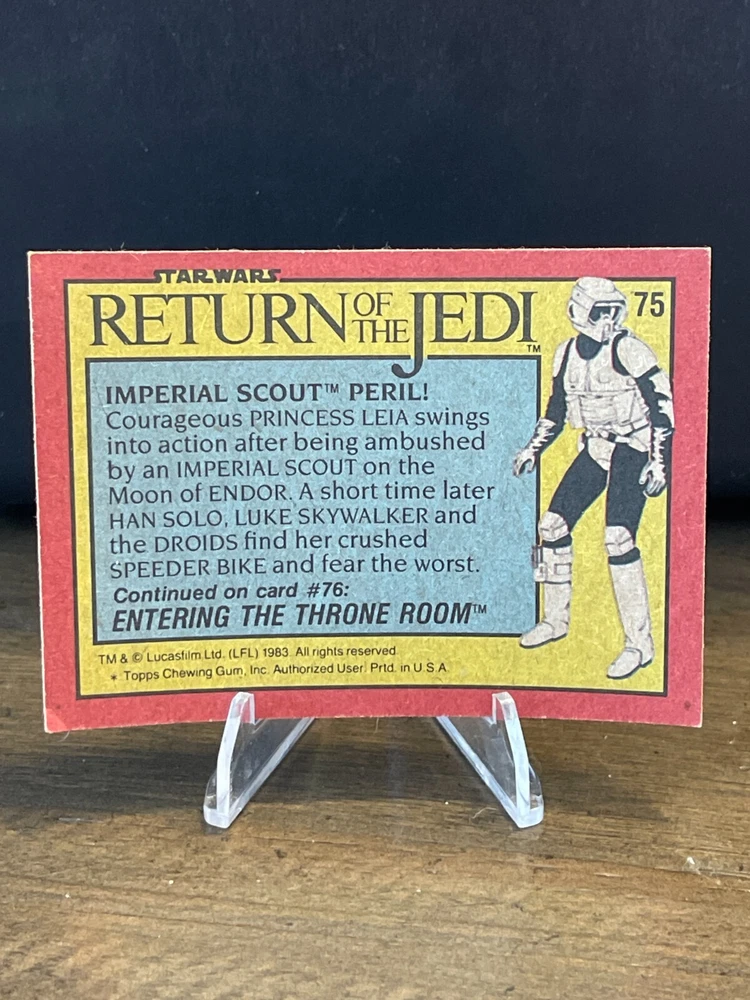 STAR WARS
RETURN OF THE JEDI™
75
IMPERIAL SCOUT™ PERIL!
Courageous PRINCESS LEIA swings
into action after being ambushed
by an IMPERIAL SCOUT on the
Moon of ENDOR. A short time later
HAN SOLO, LUKE SKYWALKER and
the DROIDS find her crushed
SPEEDER BIKE and fear the worst.
Continued on card #76:
ENTERING THE THRONE ROOM™
TM & © Lucasfilm Ltd. (LFL) 1983. All rights reserved
* Topps Chewing Gum, Inc. Authorized User. Prtd. in U.S.A.